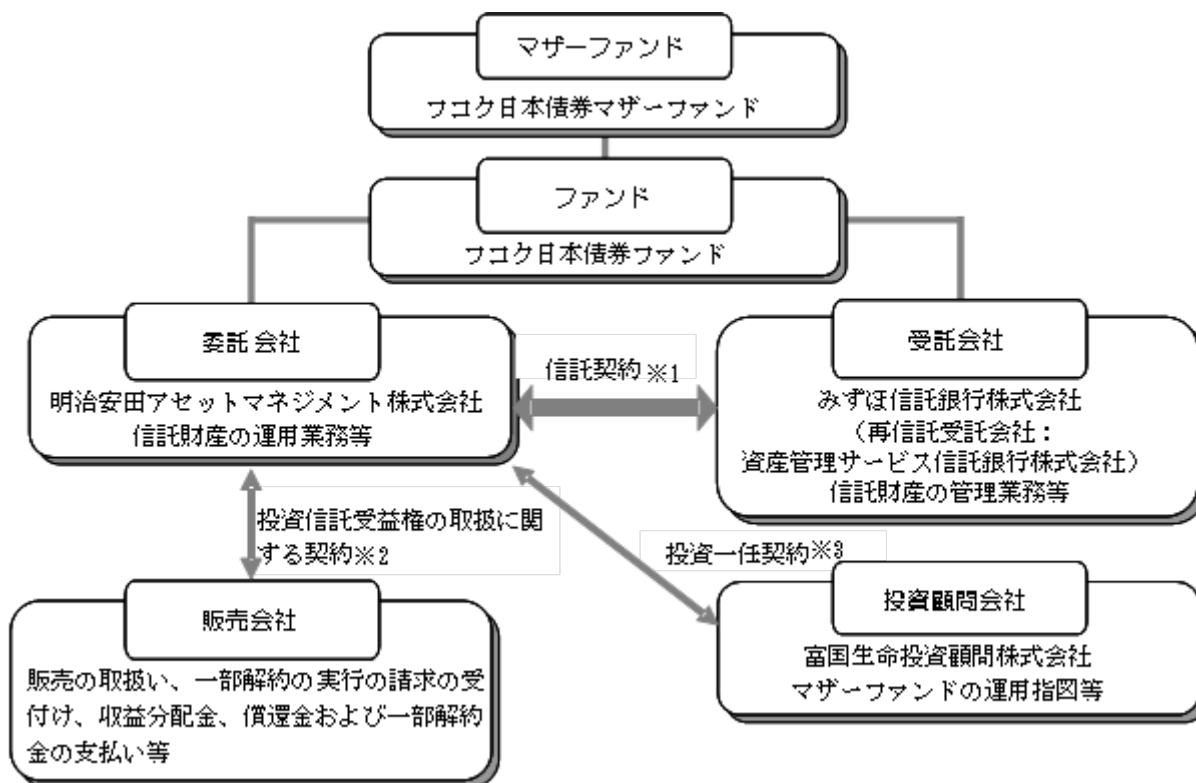 マザーファンド
フコク日本債券マザーファンド
ファンド
フコク日本債券ファンド
委託会社
明治安田アセットマネジメント株式会社
信託財産の運用業務等
信託契約※1
受託会社
みずほ信託銀行株式会社
（再信託受託会社：
資産管理サービス信託銀行株式会社）
信託財産の管理業務等
投資信託受益権の取扱に関
する契約※2
投資一任契約※3
販売会社
販売の取扱い、一部解約の実行の請求の受
付け、収益分配金、償還金および一部解約
金の支払い等
投資顧問会社
富国生命投資顧問株式会社
マザーファンドの運用指図等